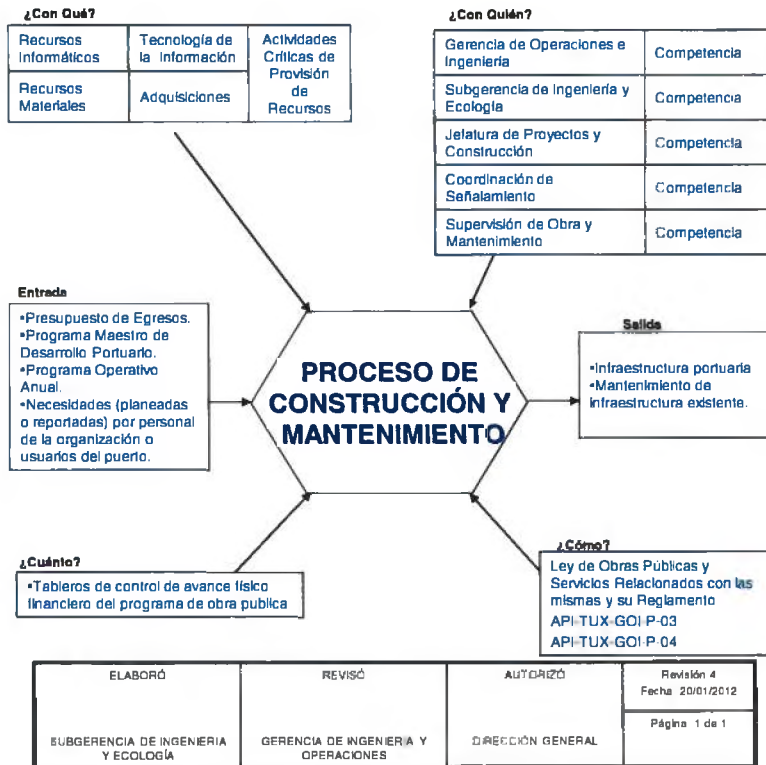 ¿Con Qué?
Recursos Informáticos
Tecnología de la Información
Actividades Críticas de Provisión de Recursos
Recursos Materiales
Adquisiciones
¿Con Quién?
Gerencia de Operaciones e Ingeniería
Competencia
Subgerencia de Ingeniería y Ecología
Competencia
Jefatura de Proyectos y Construcción
Competencia
Coordinación de Señalamiento
Competencia
Supervisión de Obra y Mantenimiento
Competencia
Entrada
•Presupuesto de Egresos.
•Programa Maestro de
Desarrollo Portuario.
•Programa Operativo
Anual.
•Necesidades (planeadas
o reportadas) por personal
de la organización o
usuarios del puerto.
PROCESO DE
CONSTRUCCIÓN Y
MANTENIMIENTO
Salida
•Infraestructura portuaria
•Mantenimiento de
infraestructura existente.
¿Cuánto?
•Tableros de control de avance físico
financiero del programa de obra publica
¿Cómo?
Ley de Obras Públicas y
Servicios Relacionados con las
mismas y su Reglamento
API-TUX-GOI-P-03
API-TUX-GOI-P-04
ELABORÓ
SUBGERENCIA DE INGENIERIA
Y ECOLOGÍA
REVISÓ
GERENCIA DE INGENIERIA Y
OPERACIONES
AUTORIZÓ
DIRECCIÓN GENERAL
Revisión 4
Fecha 20/01/2012
Página 1 de 1